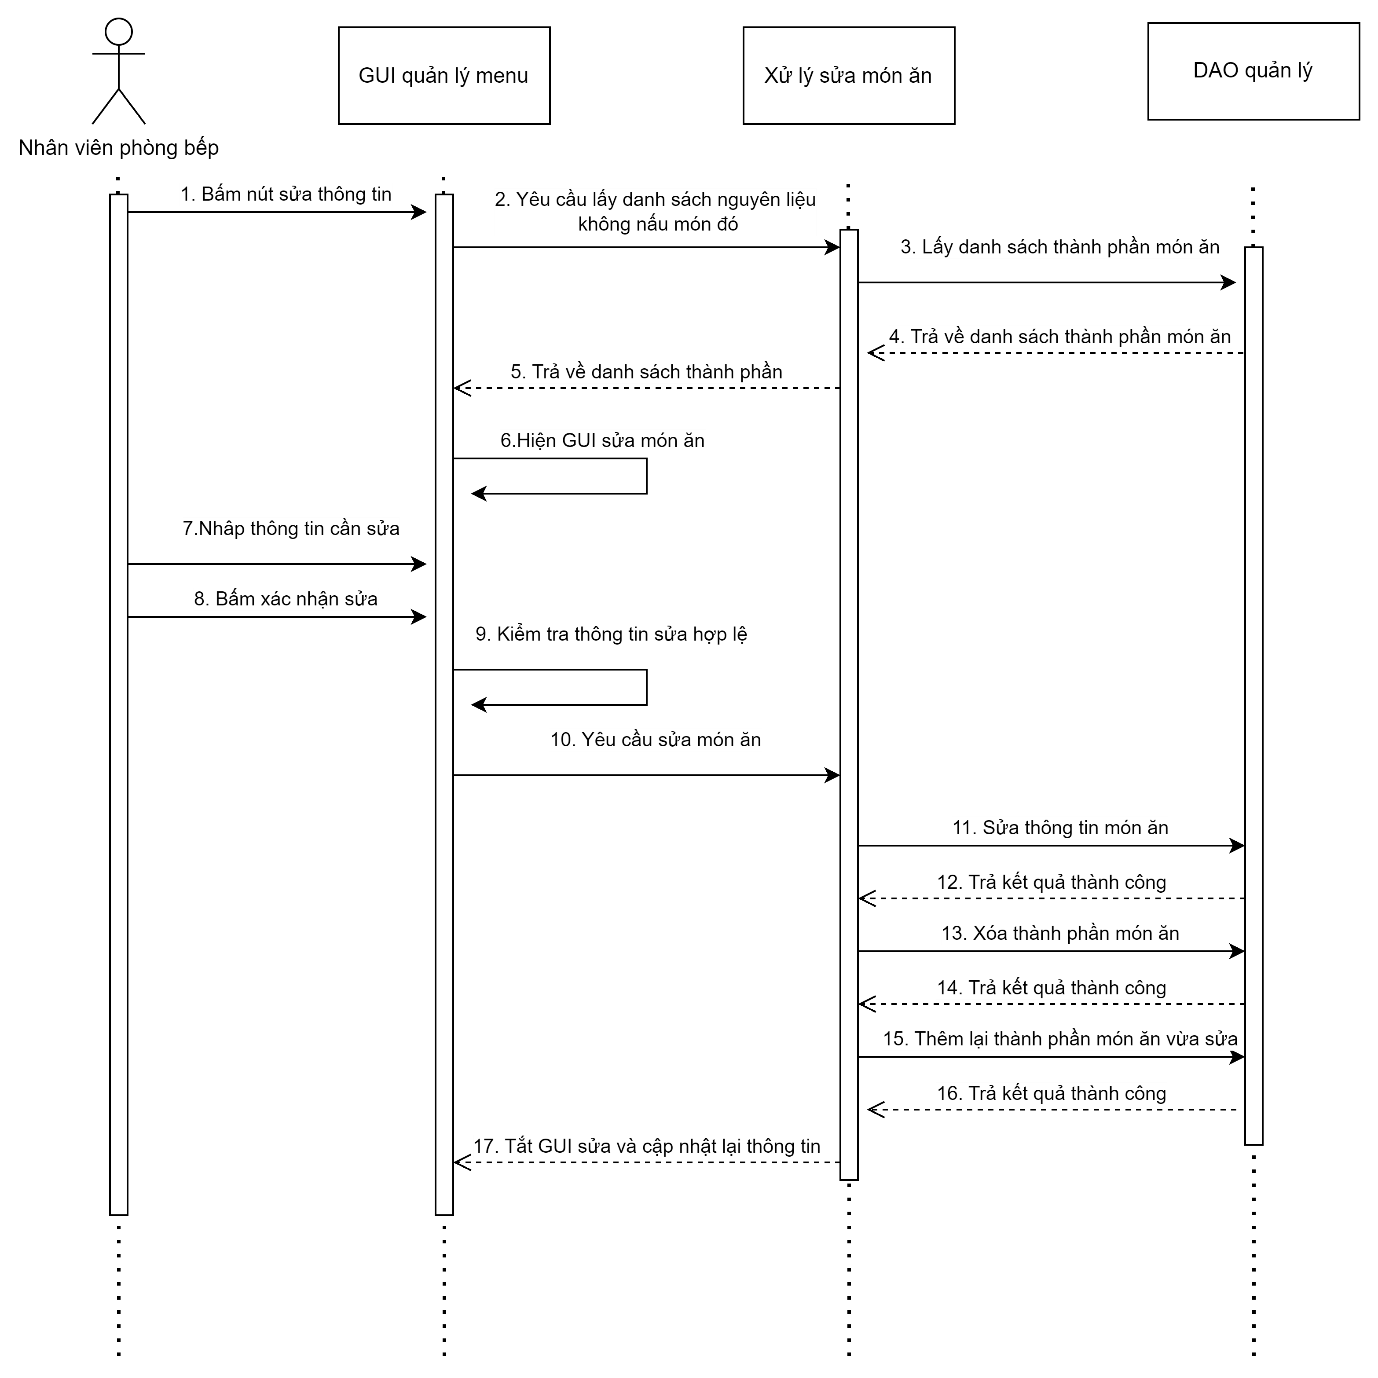 GUI quản lý menu
Xử lý sửa món ăn
DAO quản lý
Nhân viên phòng bếp
1. Bấm nút sửa thông tin
2. Yêu cầu lấy danh sách nguyên liệu
không nấu món đó
3. Lấy danh sách thành phần món ăn
4. Trả về danh sách thành phần món ăn
5. Trả về danh sách thành phần
6.Hiện GUI sửa món ăn
7.Nhâp thông tin cần sửa
8. Bấm xác nhận sửa
9. Kiểm tra thông tin sửa hợp lệ
10. Yêu cầu sửa món ăn
11. Sửa thông tin món ăn
12. Trả kết quả thành công
13. Xóa thành phần món ăn
14. Trả kết quả thành công
15. Thêm lại thành phần món ăn vừa sửa
16. Trả kết quả thành công
17. Tắt GUI sửa và cập nhật lại thông tin